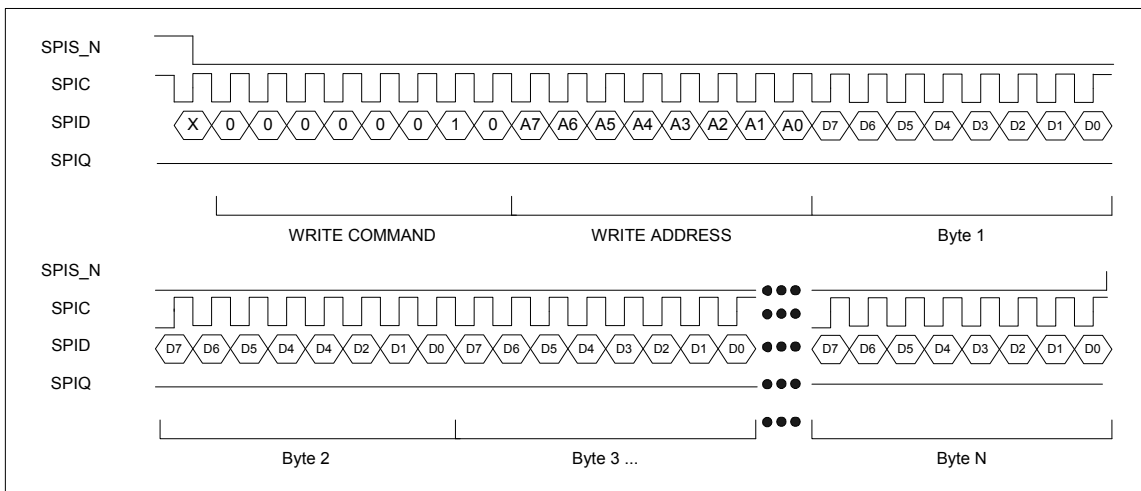 SPIS_N
SPIC
SPID X 0 0 0 0 0 0 1 0 A7 A6 A5 A4 A3 A2 A1 A0 D7 D6 D5 D4 D3 D2 D1 D0
SPIQ
WRITE COMMAND WRITE ADDRESS Byte 1
SPIS_N
SPIC
SPID D7 D6 D5 D4 D4 D2 D1 D0 D7 D6 D5 D4 D3 D2 D1 D0 D7 D6 D5 D4 D3 D2 D1 D0
SPIQ
Byte 2 Byte 3 ... Byte N